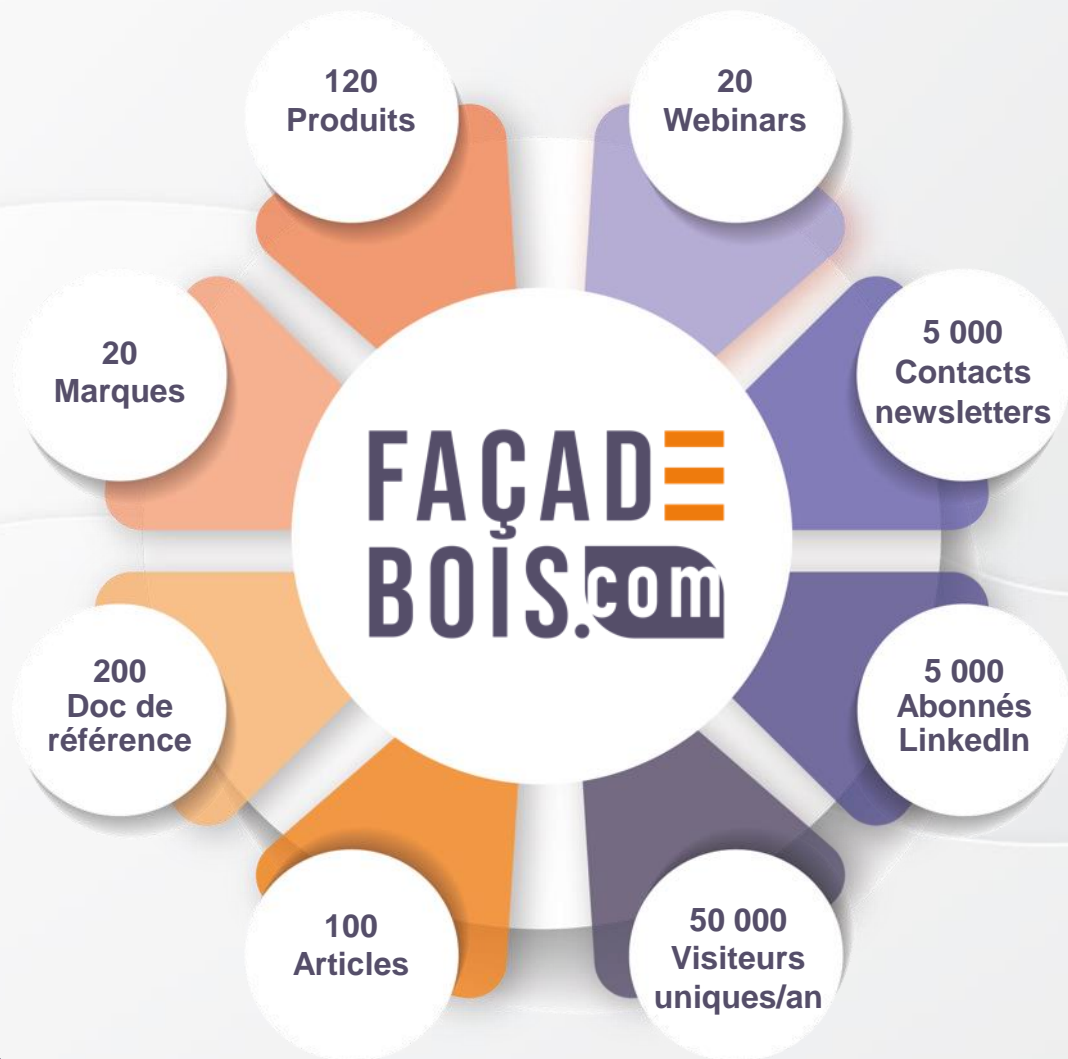 120
Produits
20
Webinars
20
Marques
5 000
Contacts
newsletters
FAÇADE
BOIS.com
200
Doc de
référence
5 000
Abonnés
LinkedIn
100
Articles
50 000
Visiteurs
uniques/an